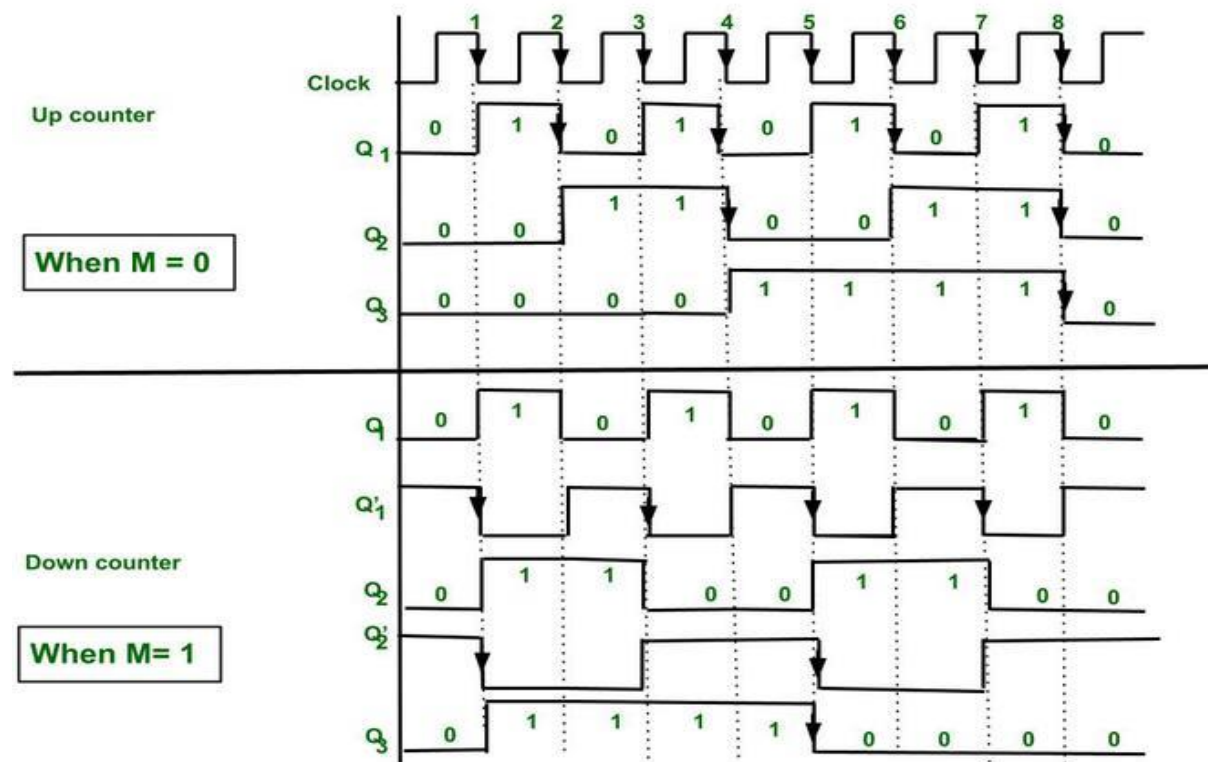 1 2 3 4 5 6 7 8
Clock
Up counter
Q1 0 1 0 1 0 1 0 1 0
Q2 0 0 1 1 0 0 1 1 0
When M = 0
Q3 0 0 0 0 1 1 1 1 0
Q1 0 1 0 1 0 1 0 1 0
Q'1
Down counter
Q2 0 1 1 0 0 1 1 0 0
Q'2
When M= 1
Q3 0 1 1 1 1 0 0 0 0